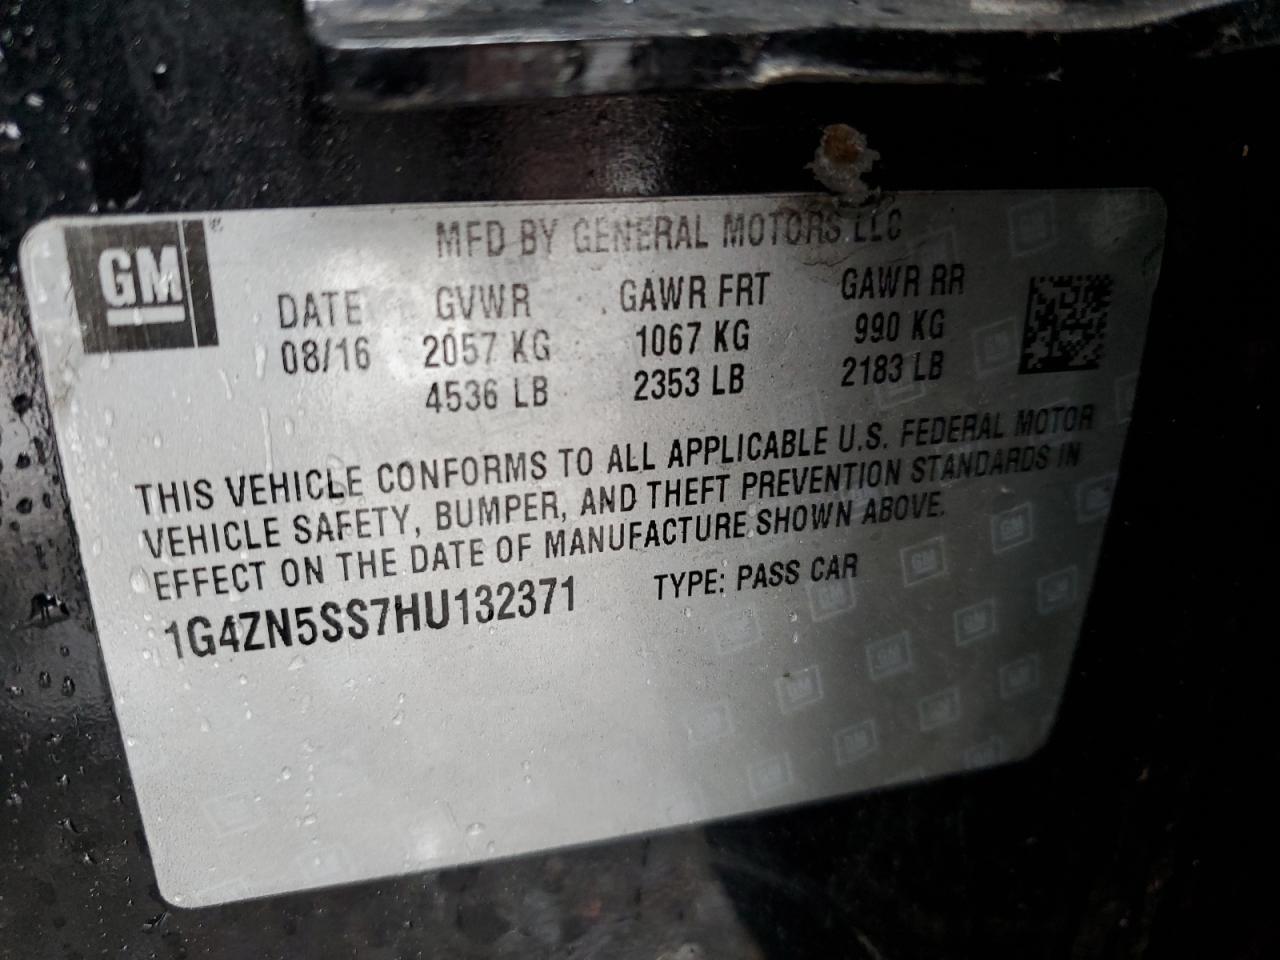 GM
MFD BY GENERAL MOTORS LLC
DATE GVWR GAWR FRT GAWR RR
08/16 2057 KG 1067 KG 990 KG
4536 LB 2353 LB 2183 LB
THIS VEHICLE CONFORMS TO ALL APPLICABLE U.S. FEDERAL MOTOR
VEHICLE SAFETY, BUMPER, AND THEFT PREVENTION STANDARDS IN
EFFECT ON THE DATE OF MANUFACTURE SHOWN ABOVE.
1G4ZN5SS7HU132371 TYPE: PASS CAR